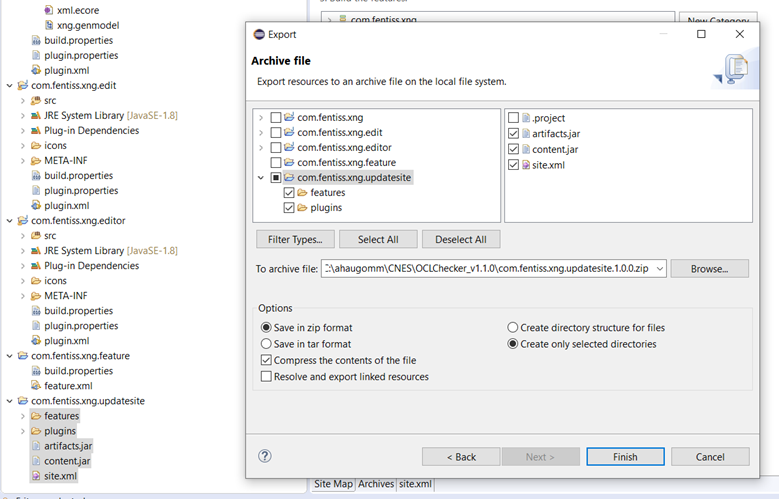 xml.ecore
xng.genmodel
build.properties
plugin.properties
plugin.xml
com.fentiss.xng.edit
src
JRE System Library [JavaSE-1.8]
Plug-in Dependencies
icons
META-INF
build.properties
plugin.properties
plugin.xml
com.fentiss.xng.editor
src
JRE System Library [JavaSE-1.8]
Plug-in Dependencies
icons
META-INF
build.properties
plugin.properties
plugin.xml
com.fentiss.xng.feature
build.properties
feature.xml
com.fentiss.xng.updatesite
features
plugins
artifacts.jar
content.jar
site.xml
com.fentiss.xng
New Category
Export
Archive file
Export resources to an archive file on the local file system.
com.fentiss.xng
com.fentiss.xng.edit
com.fentiss.xng.editor
com.fentiss.xng.feature
com.fentiss.xng.updatesite
features
plugins
.project
artifacts.jar
content.jar
site.xml
Filter Types...
Select All
Deselect All
To archive file:
:\ahaugomm\CNES\OCLChecker_v1.1.0\com.fentiss.xng.updatesite.1.0.0.zip
Browse...
Options
Save in zip format
Create directory structure for files
Save in tar format
Create only selected directories
Compress the contents of the file
Resolve and export linked resources
< Back
Next >
Finish
Cancel
Site Map
Archives
site.xml